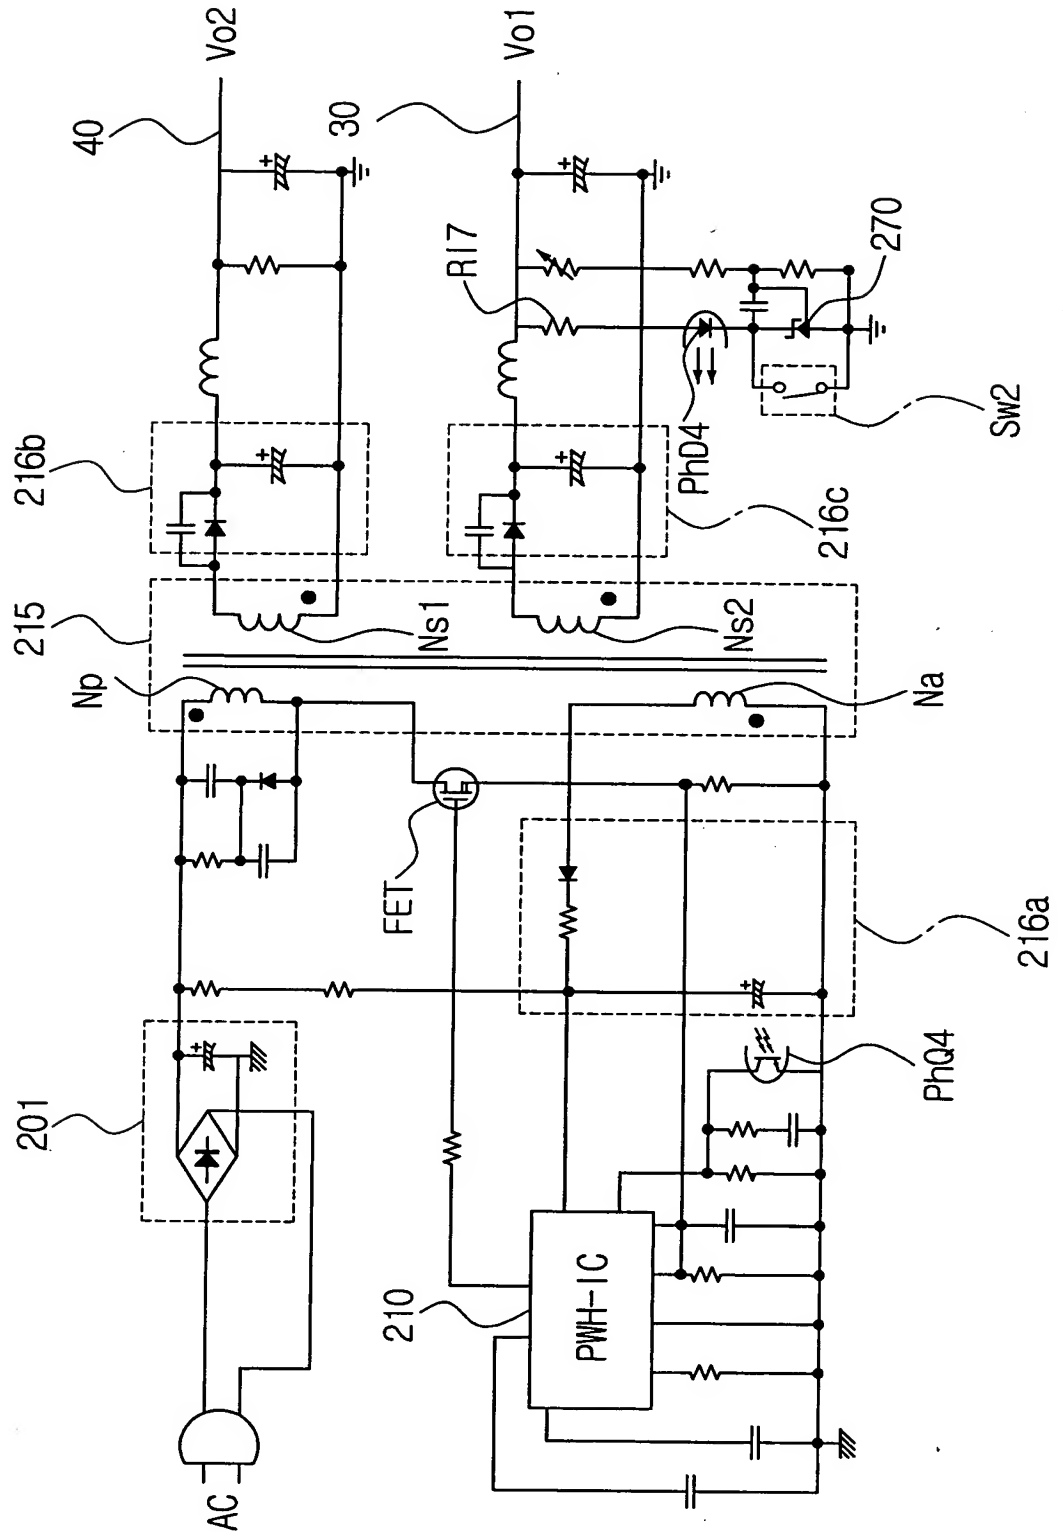 AC
201
Np
215
216b
40
Vo2
Ns1
FET
210
PWH-IC
PhQ4
216a
Na
Ns2
216c
PhD4
R17
30
Vo1
Sw2
270